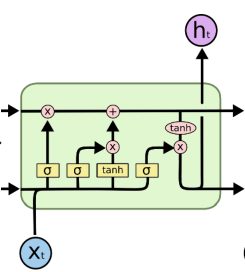 ht
x +
tanh
x x
σ σ tanh σ
Xt